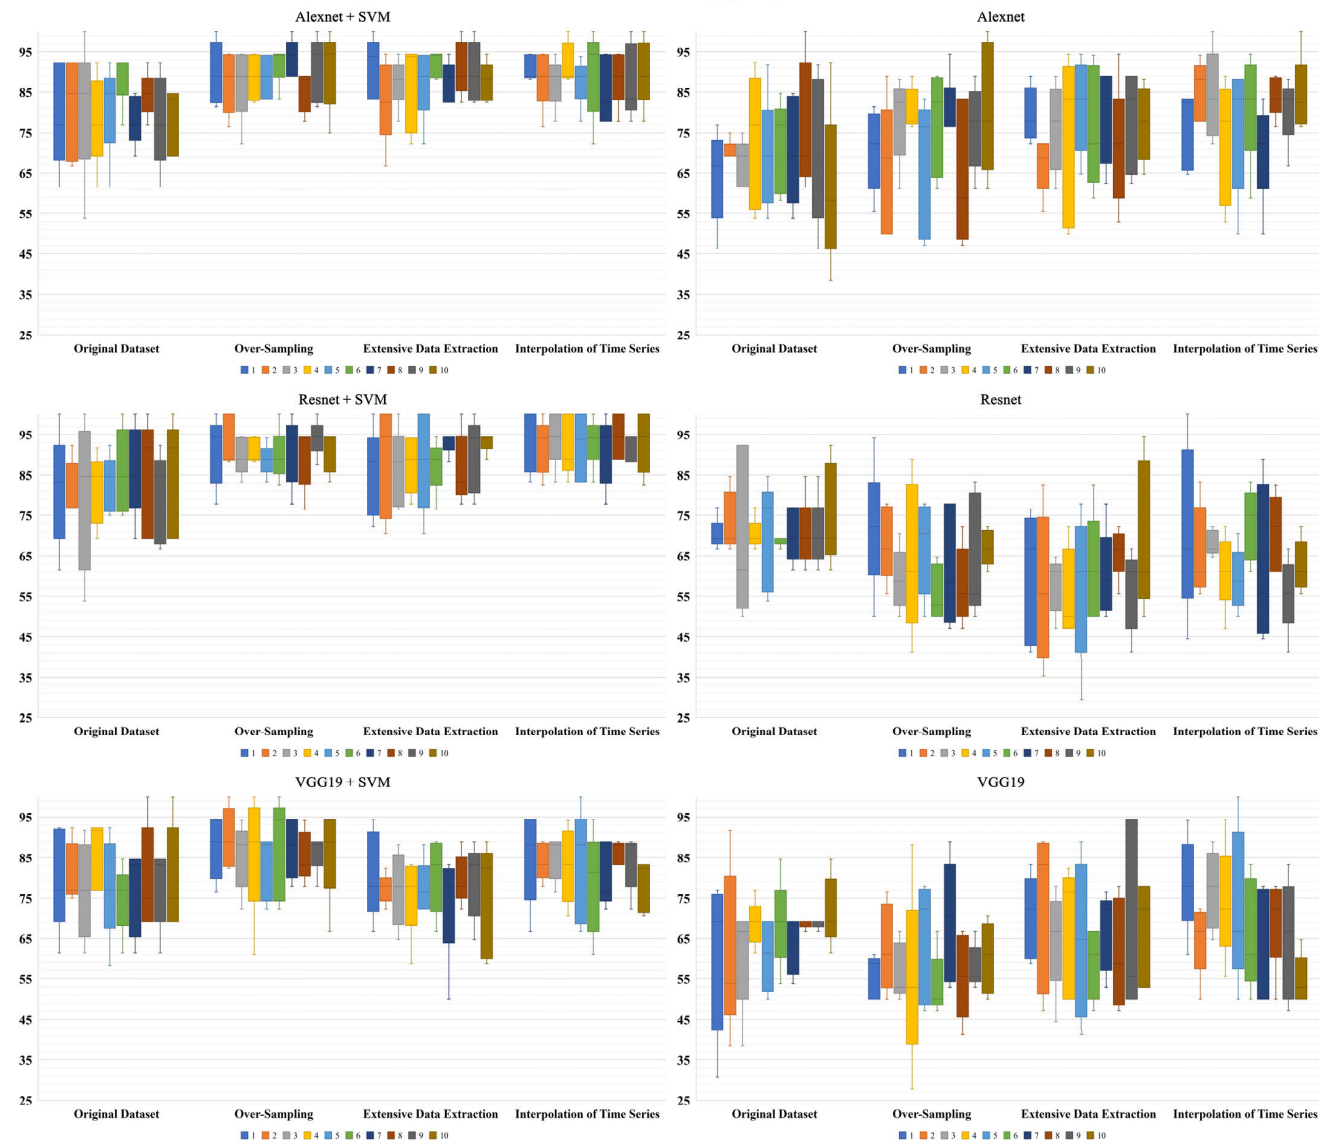 Alexnet + SVM
95
85
75
65
55
45
35
25
Original Dataset Over-Sampling Extensive Data Extraction Interpolation of Time Series
1 2 3 4 5 6 7 8 9 10
Alexnet
95
85
75
65
55
45
35
25
Original Dataset Over-Sampling Extensive Data Extraction Interpolation of Time Series
1 2 3 4 5 6 7 8 9 10
Resnet + SVM
95
85
75
65
55
45
35
25
Original Dataset Over-Sampling Extensive Data Extraction Interpolation of Time Series
1 2 3 4 5 6 7 8 9 10
Resnet
95
85
75
65
55
45
35
25
Original Dataset Over-Sampling Extensive Data Extraction Interpolation of Time Series
1 2 3 4 5 6 7 8 9 10
VGG19 + SVM
95
85
75
65
55
45
35
25
Original Dataset Over-Sampling Extensive Data Extraction Interpolation of Time Series
1 2 3 4 5 6 7 8 9 10
VGG19
95
85
75
65
55
45
35
25
Original Dataset Over-Sampling Extensive Data Extraction Interpolation of Time Series
1 2 3 4 5 6 7 8 9 10